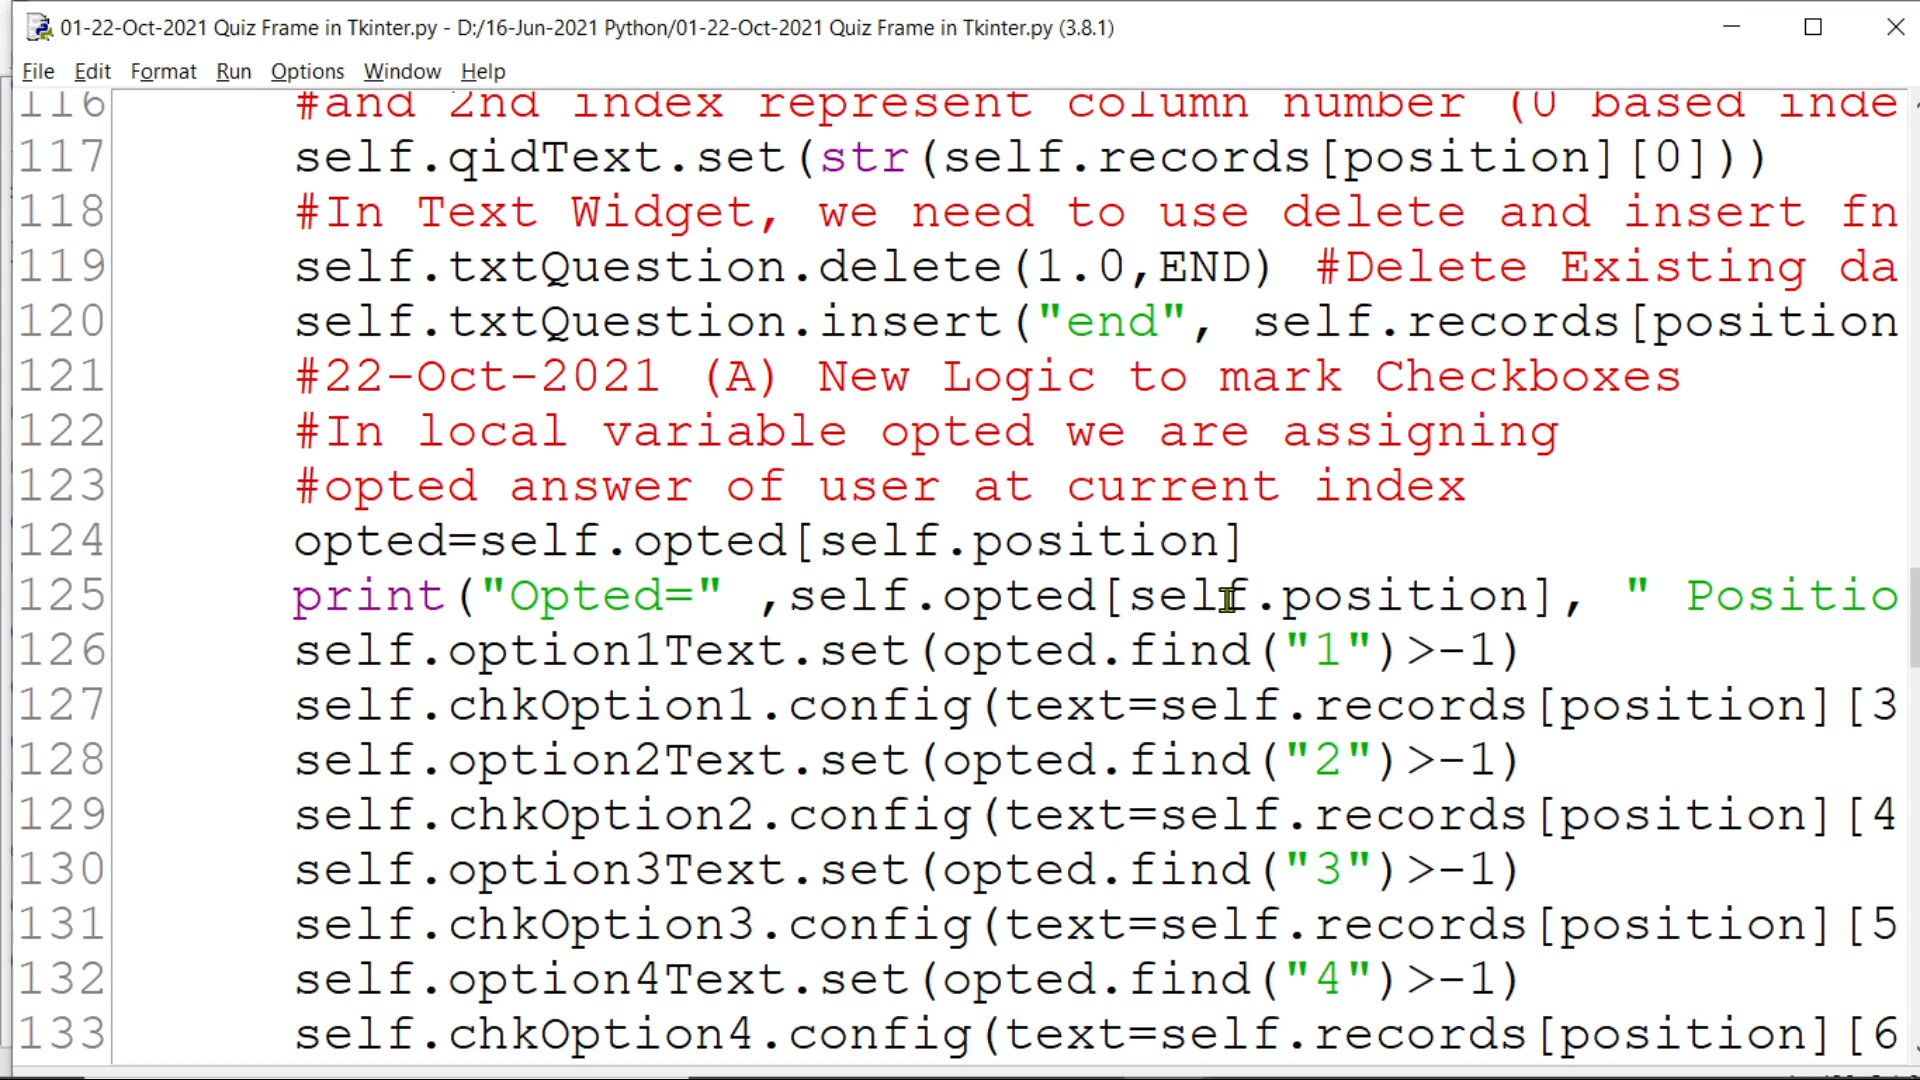 01-22-Oct-2021 Quiz Frame in Tkinter.py - D:/16-Jun-2021 Python/01-22-Oct-2021 Quiz Frame in Tkinter.py (3.8.1)
File Edit Format Run Options Window Help
116 #and 2nd index represent column number (0 based inde
117 self.qidText.set(str(self.records[position][0]))
118 #In Text Widget, we need to use delete and insert fn
119 self.txtQuestion.delete(1.0,END) #Delete Existing da
120 self.txtQuestion.insert("end", self.records[position
121 #22-Oct-2021 (A) New Logic to mark Checkboxes
122 #In local variable opted we are assigning
123 #opted answer of user at current index
124 opted=self.opted[self.position]
125 print("Opted=" ,self.opted[self.position], " Positio
126 self.option1Text.set(opted.find("1")>-1)
127 self.chkOption1.config(text=self.records[position][3
128 self.option2Text.set(opted.find("2")>-1)
129 self.chkOption2.config(text=self.records[position][4
130 self.option3Text.set(opted.find("3")>-1)
131 self.chkOption3.config(text=self.records[position][5
132 self.option4Text.set(opted.find("4")>-1)
133 self.chkOption4.config(text=self.records[position][6